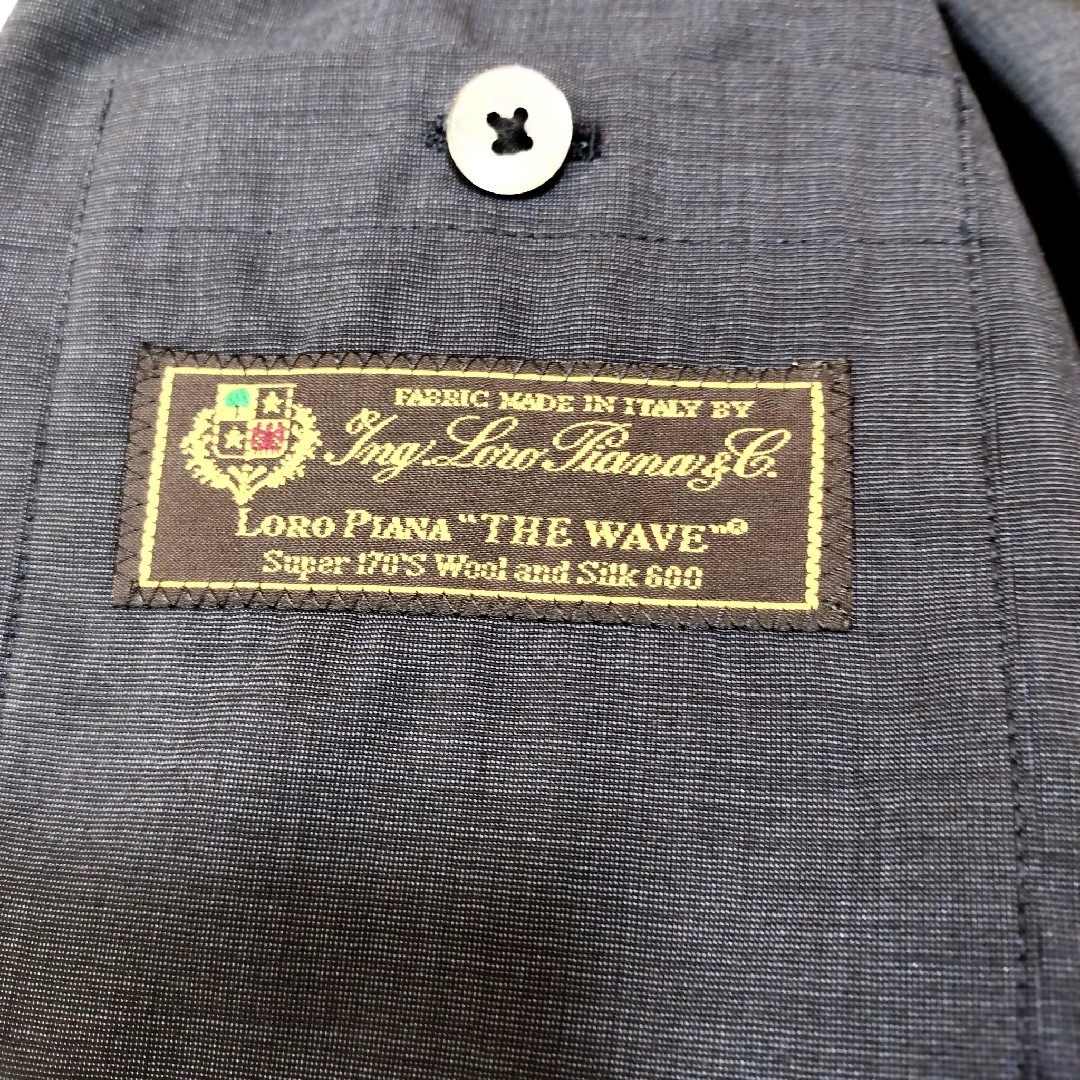 FABRIC MADE IN ITALY BY
Ing. Loro Piana & C.
LORO PIANA "THE WAVE"®
Super 170'S Wool and Silk 600